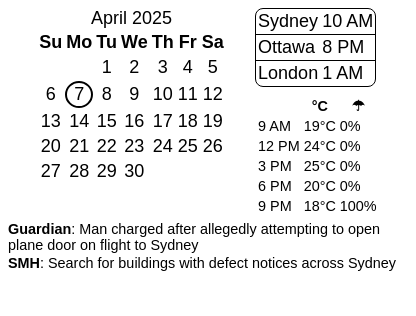 April 2025
Su Mo Tu We Th Fr Sa
1 2 3 4 5
6 7 8 9 10 11 12
13 14 15 16 17 18 19
20 21 22 23 24 25 26
27 28 29 30
Sydney 10 AM
Ottawa 8 PM
London 1 AM
°C ☂
9 AM 19°C 0%
12 PM 24°C 0%
3 PM 25°C 0%
6 PM 20°C 0%
9 PM 18°C 100%
Guardian: Man charged after allegedly attempting to open
plane door on flight to Sydney
SMH: Search for buildings with defect notices across Sydney